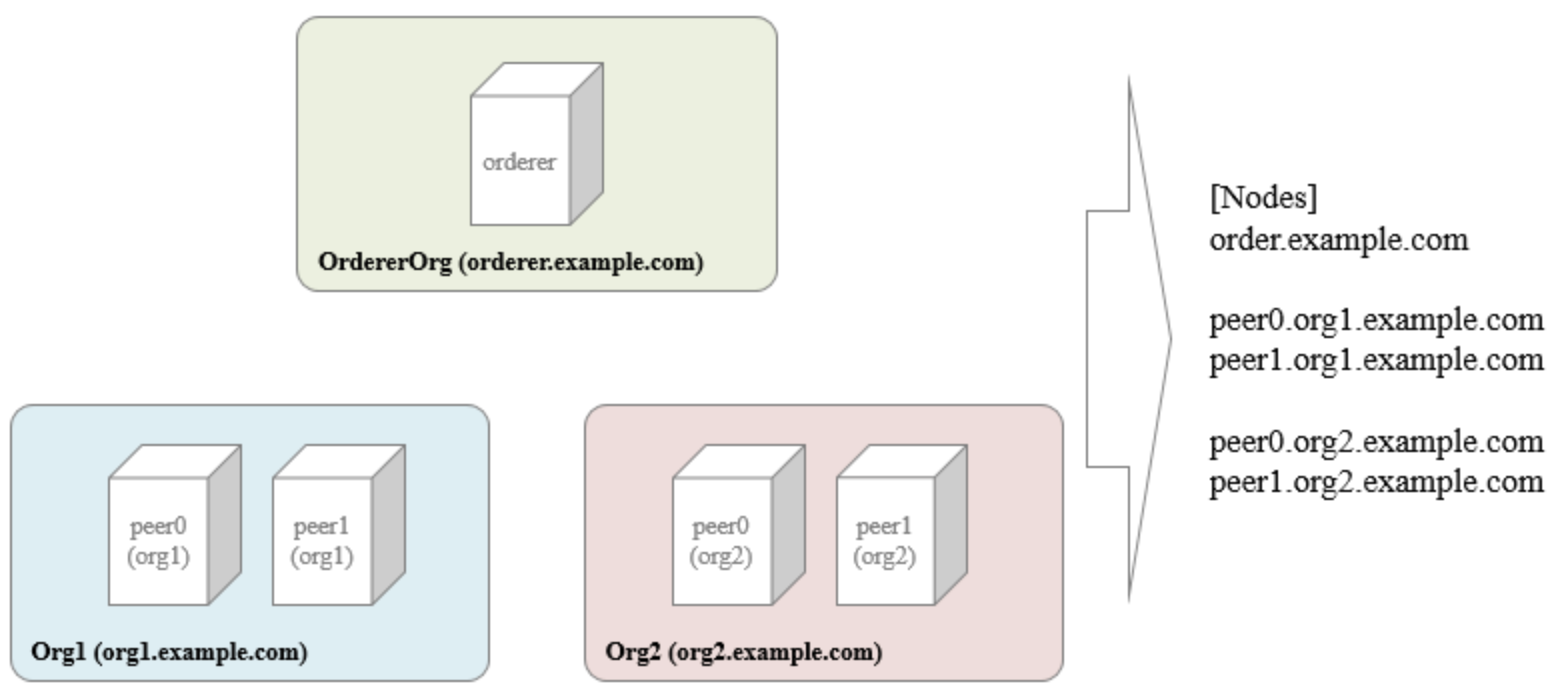 orderer
OrdererOrg (orderer.example.com)
peer0
(org1)
peer1
(org1)
Org1 (org1.example.com)
peer0
(org2)
peer1
(org2)
Org2 (org2.example.com)
[Nodes]
order.example.com
peer0.org1.example.com
peer1.org1.example.com
peer0.org2.example.com
peer1.org2.example.com